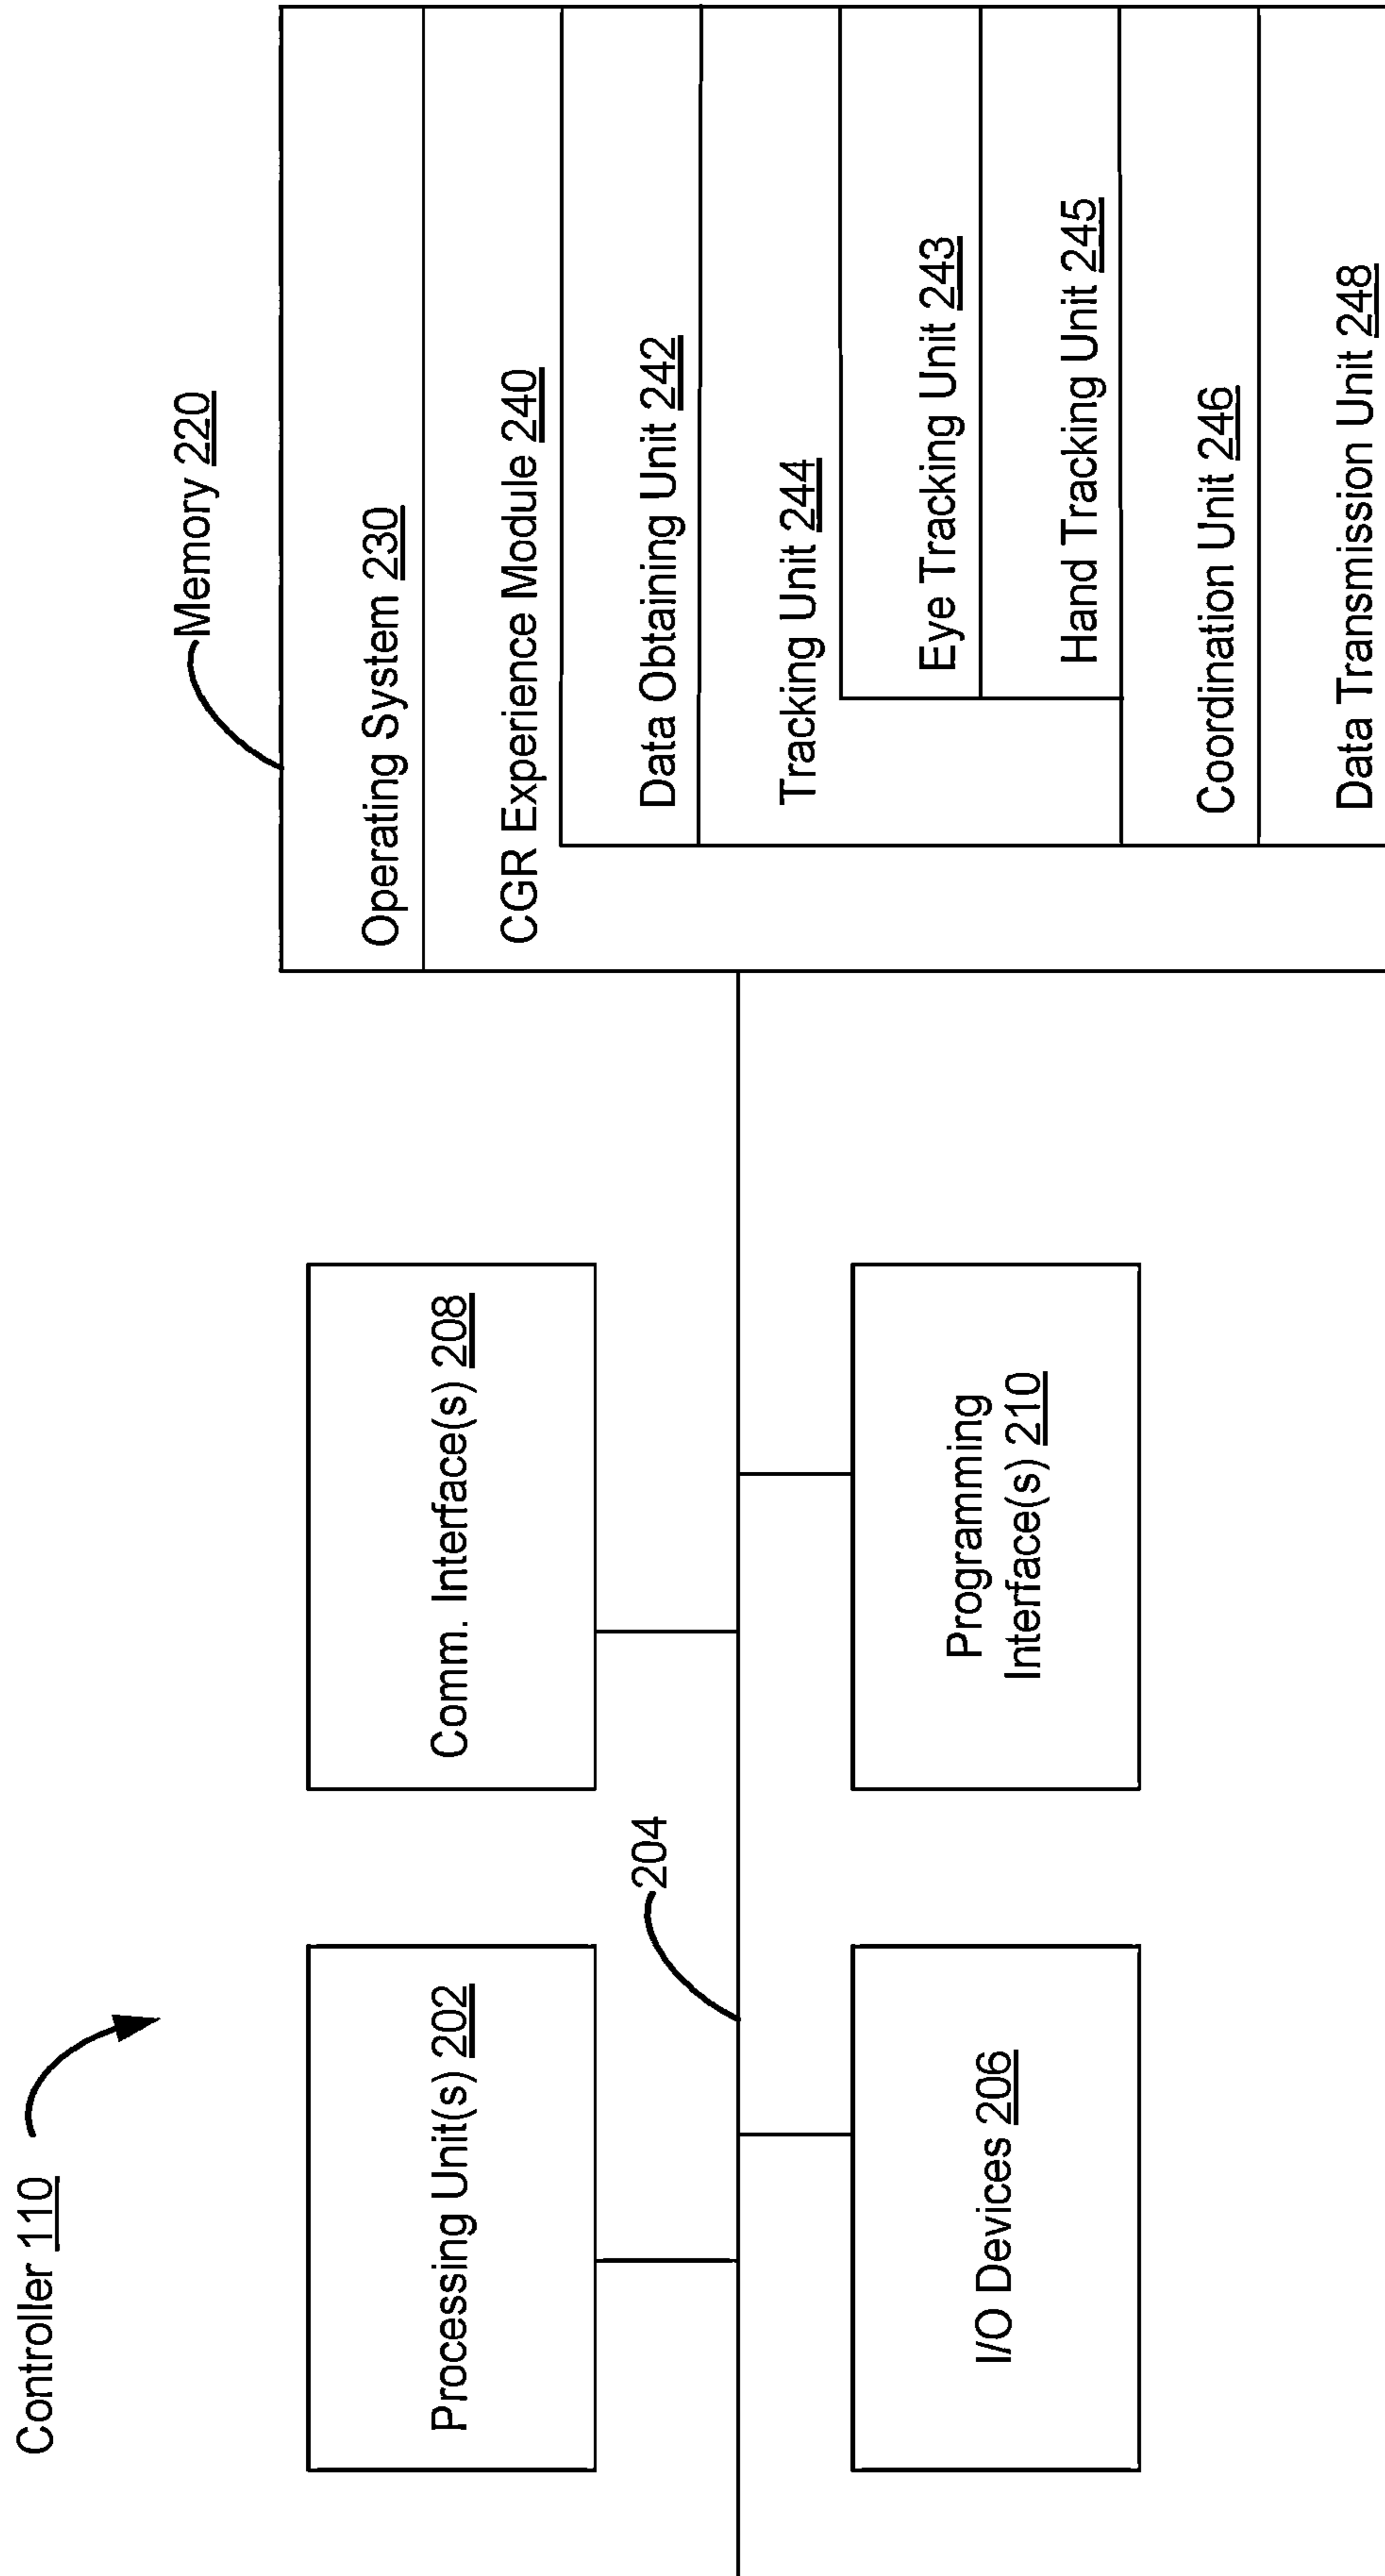 Controller 110
Memory 220
Processing Unit(s) 202
Comm. Interface(s) 208
204
I/O Devices 206
Programming
Interface(s) 210
Operating System 230
CGR Experience Module 240
Data Obtaining Unit 242
Tracking Unit 244
Eye Tracking Unit 243
Hand Tracking Unit 245
Coordination Unit 246
Data Transmission Unit 248